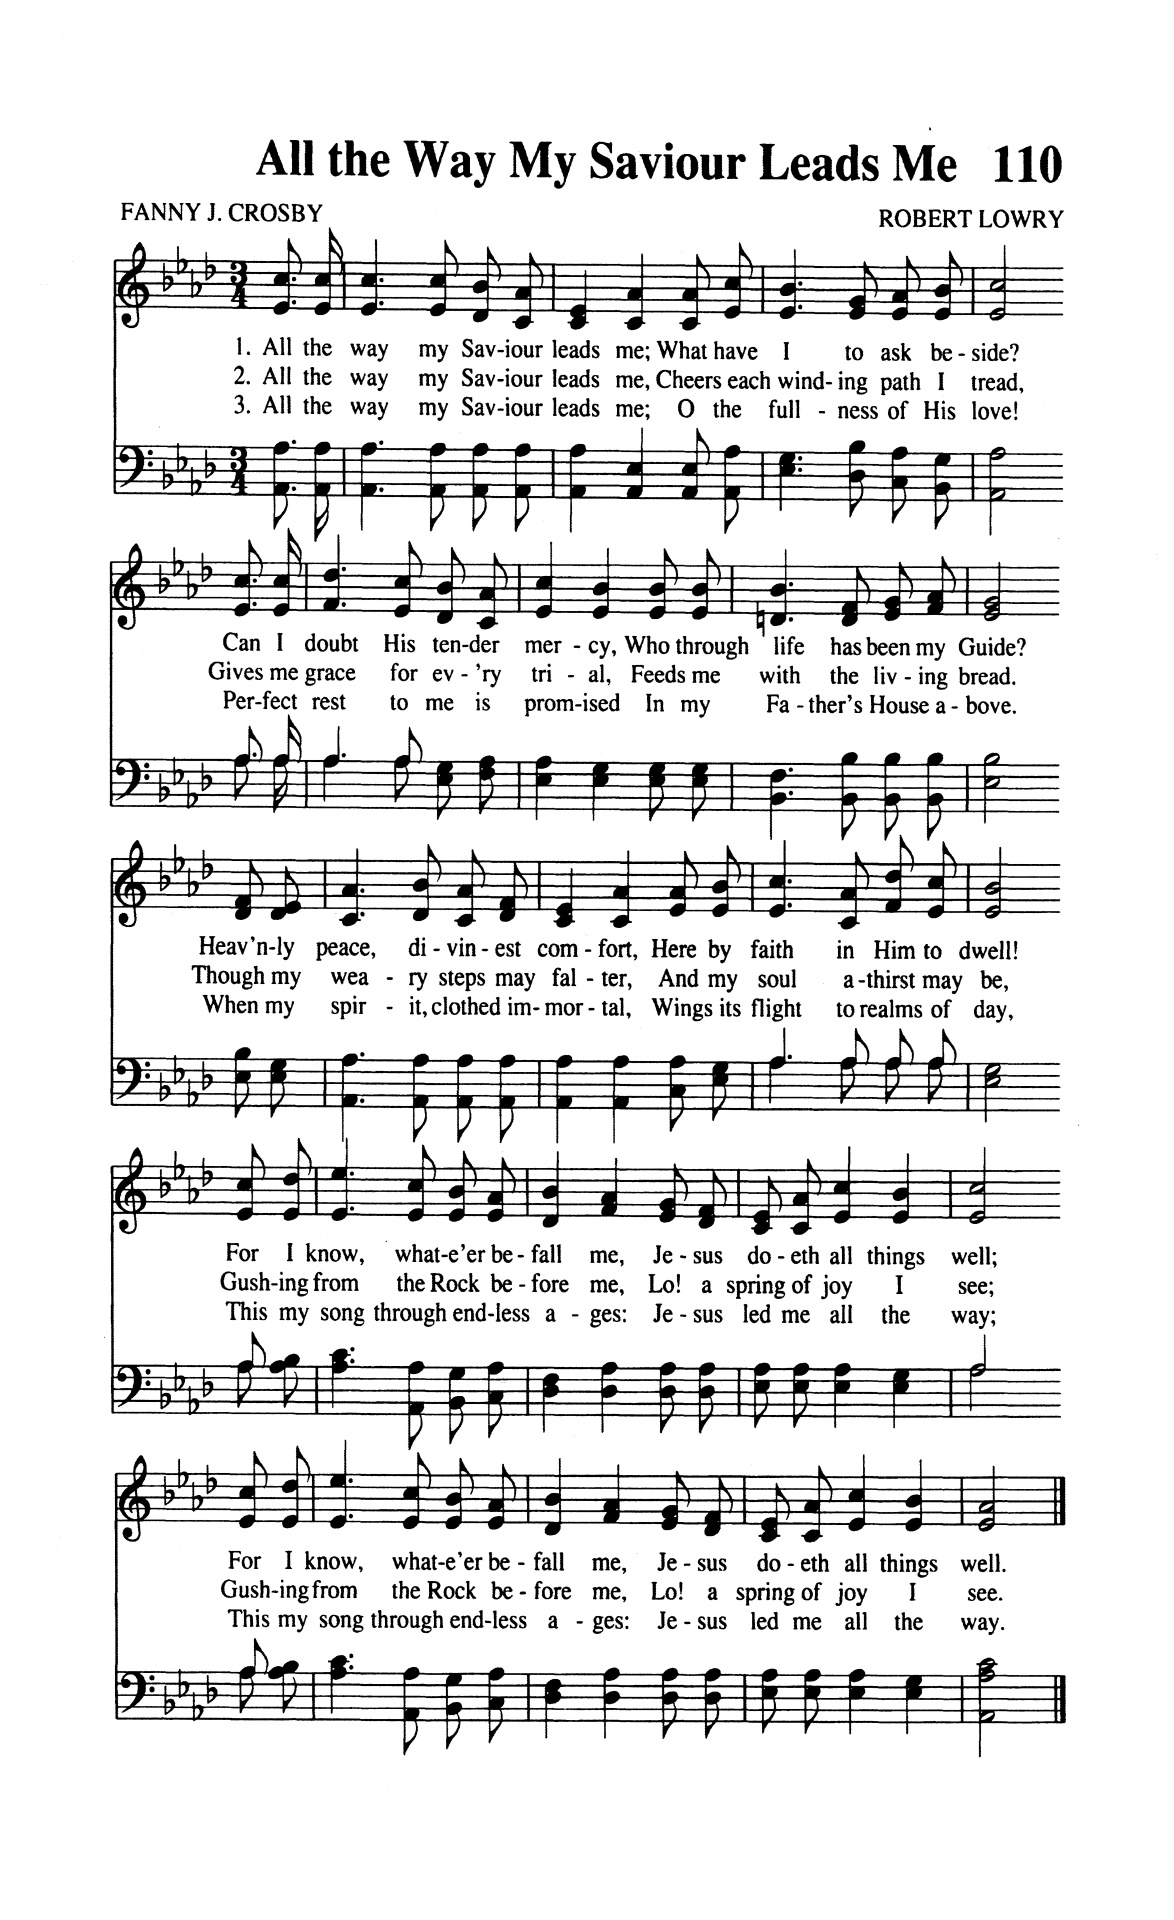 All the Way My Saviour Leads Me 110
FANNY J. CROSBY
ROBERT LOWRY
1. All the way my Sav-iour leads me; What have I to ask be - side?
2. All the way my Sav-iour leads me, Cheers each wind- ing path I tread,
3. All the way my Sav-iour leads me; O the full - ness of His love!
Can I doubt His ten-der mer - cy, Who through life has been my Guide?
Gives me grace for ev -'ry tri - al, Feeds me with the liv - ing bread.
Per-fect rest to me is prom-ised In my Fa - ther's House a - bove.
Heav'n-ly peace, di - vin - est com - fort, Here by faith in Him to dwell!
Though my wea - ry steps may fal - ter, And my soul a-thirst may be,
When my spir - it, clothed im- mor - tal, Wings its flight to realms of day,
For I know, what-e'er be - fall me, Je - sus do - eth all things well;
Gush-ing from the Rock be - fore me, Lo! a spring of joy I see;
This my song through end-less a - ges: Je - sus led me all the way;
For I know, what-e'er be - fall me, Je - sus do - eth all things well.
Gush-ing from the Rock be - fore me, Lo! a spring of joy I see.
This my song through end-less a - ges: Je - sus led me all the way.